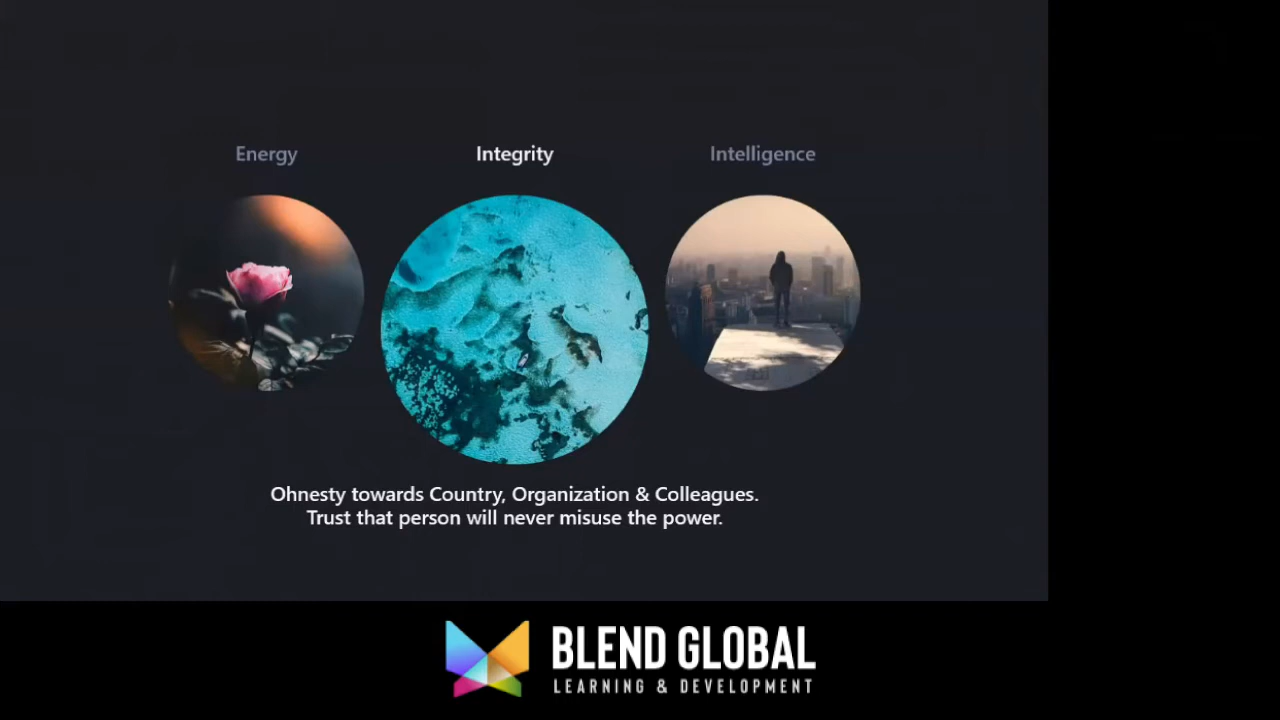 Energy
Integrity
Intelligence
Ohnesty towards Country, Organization & Colleagues.
Trust that person will never misuse the power.
BLEND GLOBAL
LEARNING & DEVELOPMENT